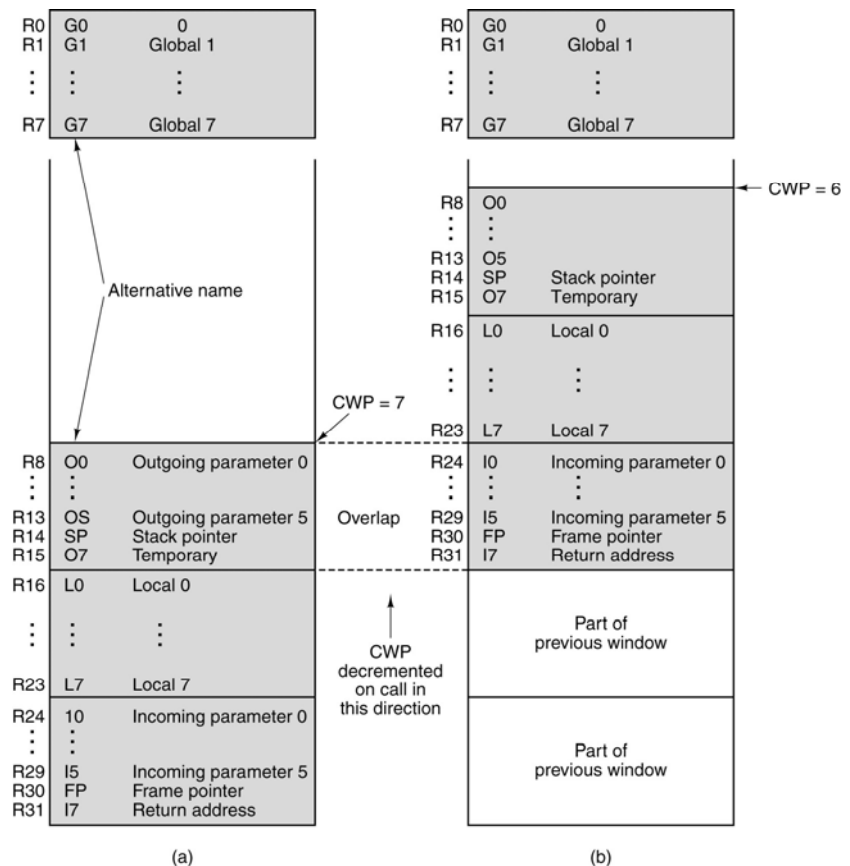 R0 G0 0
R1 G1 Global 1
R7 G7 Global 7
Alternative name
CWP = 7
R8 O0 Outgoing parameter 0
R13 OS Outgoing parameter 5
R14 SP Stack pointer
R15 O7 Temporary
R16 L0 Local 0
R23 L7 Local 7
R24 10 Incoming parameter 0
R29 I5 Incoming parameter 5
R30 FP Frame pointer
R31 I7 Return address
(a)
Overlap
CWP
decremented
on call in
this direction
R0 G0 0
R1 G1 Global 1
R7 G7 Global 7
CWP = 6
R8 O0
R13 O5
R14 SP Stack pointer
R15 O7 Temporary
R16 L0 Local 0
R23 L7 Local 7
R24 I0 Incoming parameter 0
R29 I5 Incoming parameter 5
R30 FP Frame pointer
R31 I7 Return address
Part of
previous window
Part of
previous window
(b)